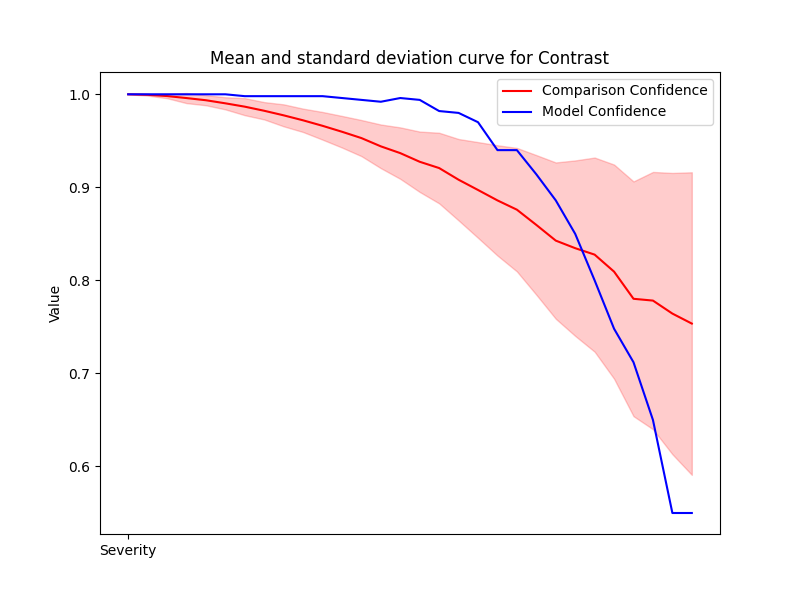 Mean and standard deviation curve for Contrast
Comparison Confidence
Model Confidence
1.0
0.9
0.8
0.7
0.6
Value
Severity